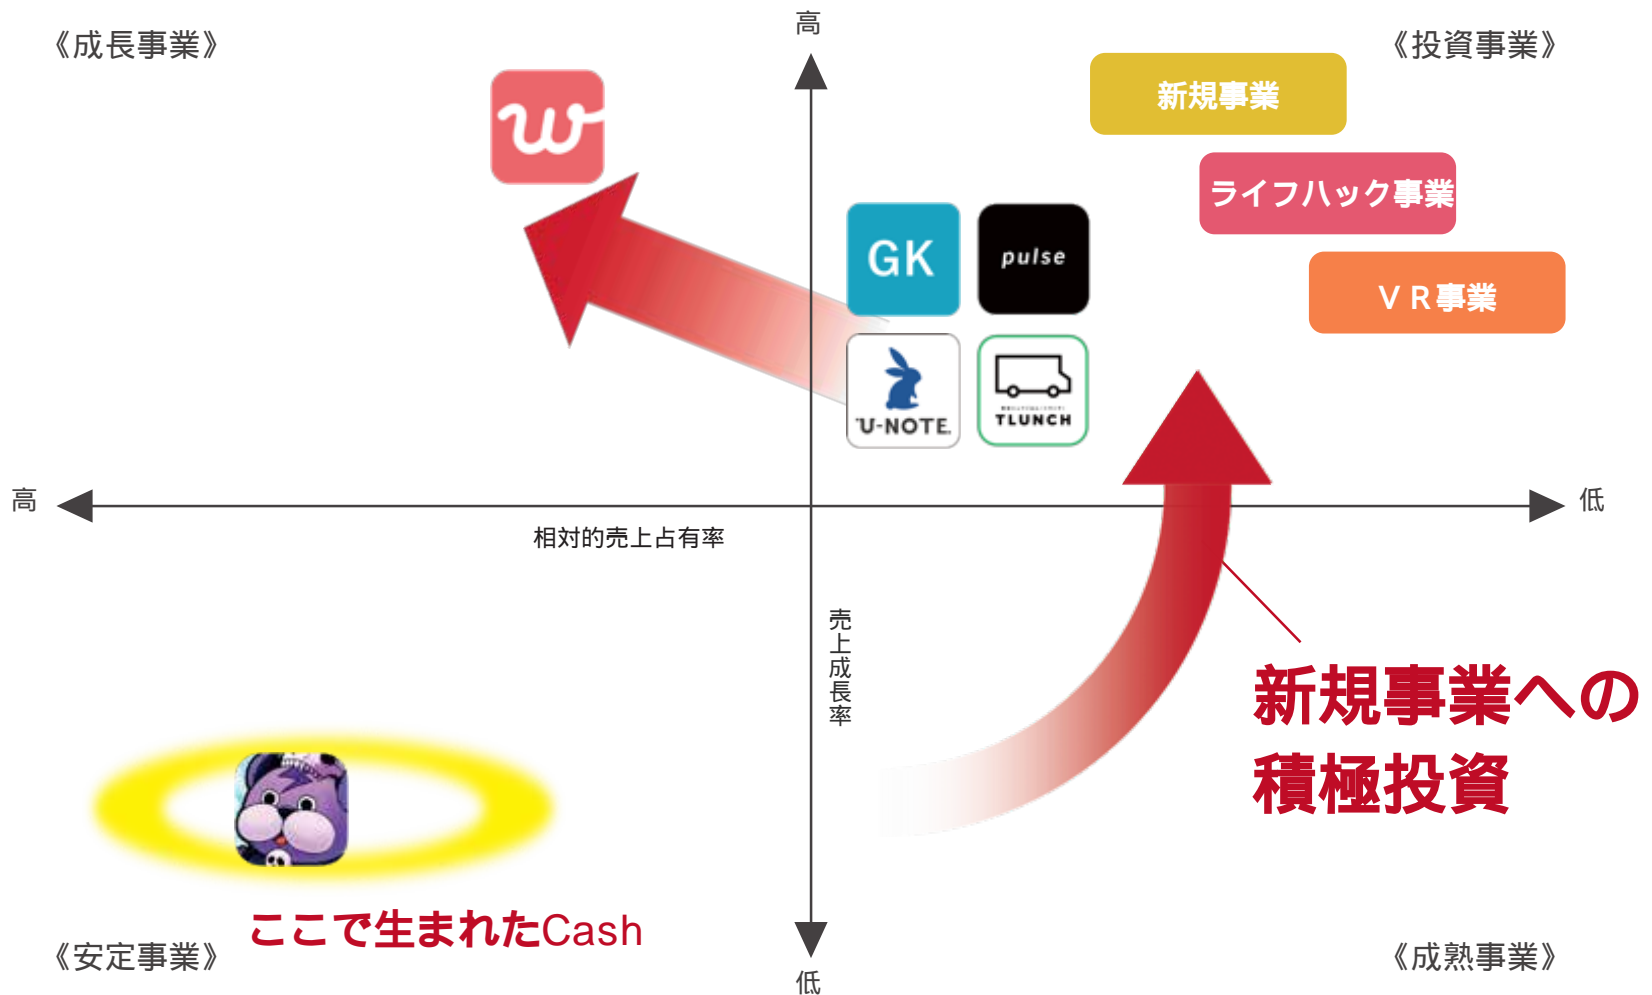 高
《成長事業》
《投資事業》
新規事業
w
ライフハック事業
GK
pulse
VR事業
U-NOTE.
TLUNCH
高
低
相対的売上占有率
売上成長率
新規事業への
積極投資
ここで生まれたCash
《安定事業》
《成熟事業》
低